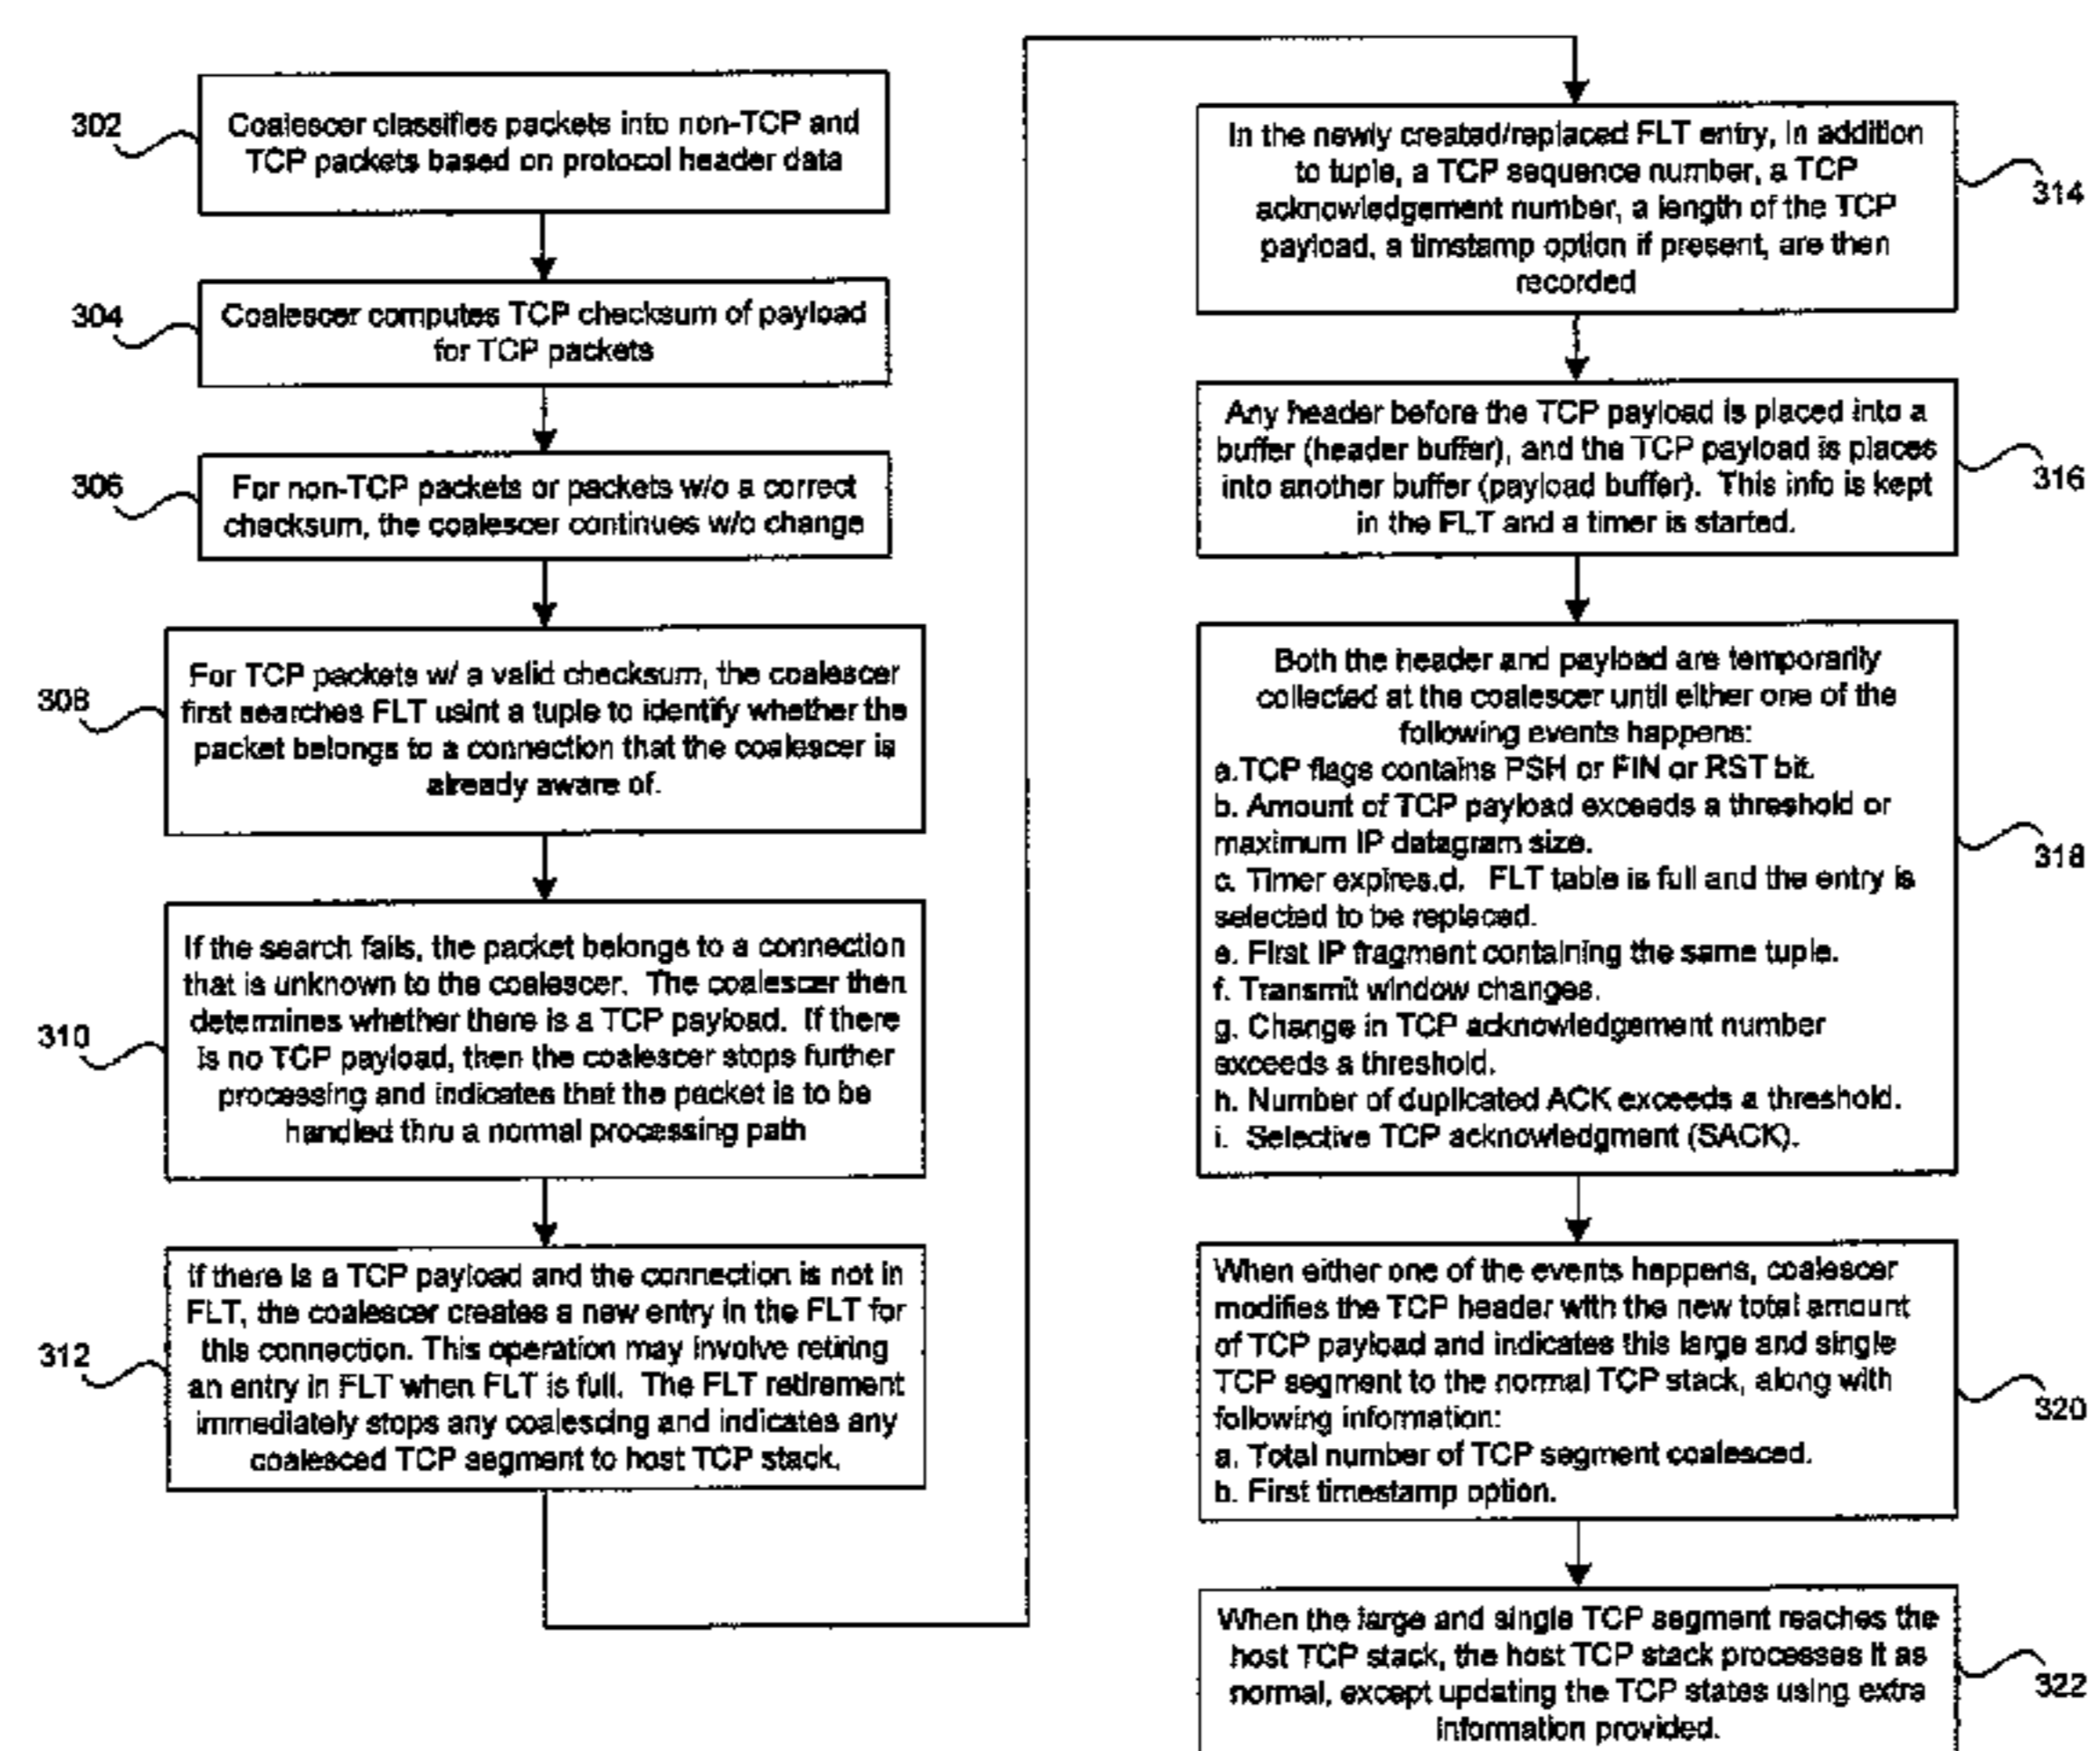 302
Coalescer classifies packets into non-TCP and
TCP packets based on protocol header data
304
Coalescer computes TCP checksum of payload
for TCP packets
306
For non-TCP packets or packets w/o a correct
checksum, the coalescer continues w/o change
308
For TCP packets w/ a valid checksum, the coalescer
first searches FLT usint a tuple to identify whether the
packet belongs to a connection that the coalescer is
already aware of.
310
If the search fails, the packet belongs to a connection
that is unknown to the coalescer. The coalescer then
determines whether there is a TCP payload. If there
is no TCP payload, then the coalescer stops further
processing and indicates that the packet is to be
handled thru a normal processing path
312
If there is a TCP payload and the connection is not in
FLT, the coalescer creates a new entry in the FLT for
this connection. This operation may involve retiring
an entry in FLT when FLT is full. The FLT retirement
immediately stops any coalescing and indicates any
coalesced TCP segment to host TCP stack.
In the newly created/replaced FLT entry, in addition
to tuple, a TCP sequence number, a TCP
acknowledgement number, a length of the TCP
payload, a timstamp option if present, are then
recorded
314
Any header before the TCP payload is placed into a
buffer (header buffer), and the TCP payload is places
into another buffer (payload buffer). This info is kept
in the FLT and a timer is started.
316
Both the header and payload are temporarily
collected at the coalescer until either one of the
following events happens:
a.TCP flags contains PSH or FIN or RST bit.
b. Amount of TCP payload exceeds a threshold or
maximum IP datagram size.
c. Timer expires.d. FLT table is full and the entry is
selected to be replaced.
e. First IP fragment containing the same tuple.
f. Transmit window changes.
g. Change in TCP acknowledgement number
exceeds a threshold.
h. Number of duplicated ACK exceeds a threshold.
i. Selective TCP acknowledgment (SACK).
318
When either one of the events happens, coalescer
modifies the TCP header with the new total amount
of TCP payload and indicates this large and single
TCP segment to the normal TCP stack, along with
following information:
a. Total number of TCP segment coalesced.
b. First timestamp option.
320
When the large and single TCP segment reaches the
host TCP stack, the host TCP stack processes it as
normal, except updating the TCP states using extra
information provided.
322